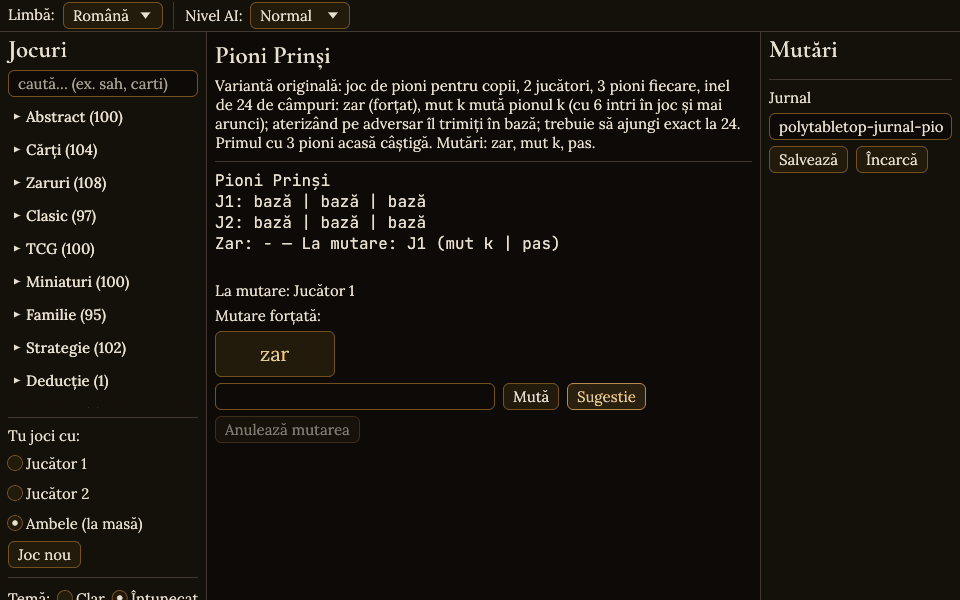 Limbă: Română ▼ Nivel AI: Normal ▼
Jocuri
caută... (ex. sah, carti)
▸ Abstract (100)
▸ Cărți (104)
▸ Zaruri (108)
▸ Clasic (97)
▸ TCG (100)
▸ Miniaturi (100)
▸ Familie (95)
▸ Strategie (102)
▸ Deducție (1)
Tu joci cu:
Jucător 1
Jucător 2
Ambele (la masă)
Joc nou
Temă: Clar Întunecat
Pioni Prinși
Variantă originală: joc de pioni pentru copii, 2 jucători, 3 pioni fiecare, inel
de 24 de câmpuri: zar (forțat), mut k mută pionul k (cu 6 intri în joc și mai
arunci); aterizând pe adversar îl trimiți în bază; trebuie să ajungi exact la 24.
Primul cu 3 pioni acasă câștigă. Mutări: zar, mut k, pas.
Pioni Prinși
J1: bază | bază | bază
J2: bază | bază | bază
Zar: - — La mutare: J1 (mut k | pas)
La mutare: Jucător 1
Mutare forțată:
zar
Mută Sugestie
Anulează mutarea
Mutări
Jurnal
polytabletop-jurnal-pio
Salvează Încarcă